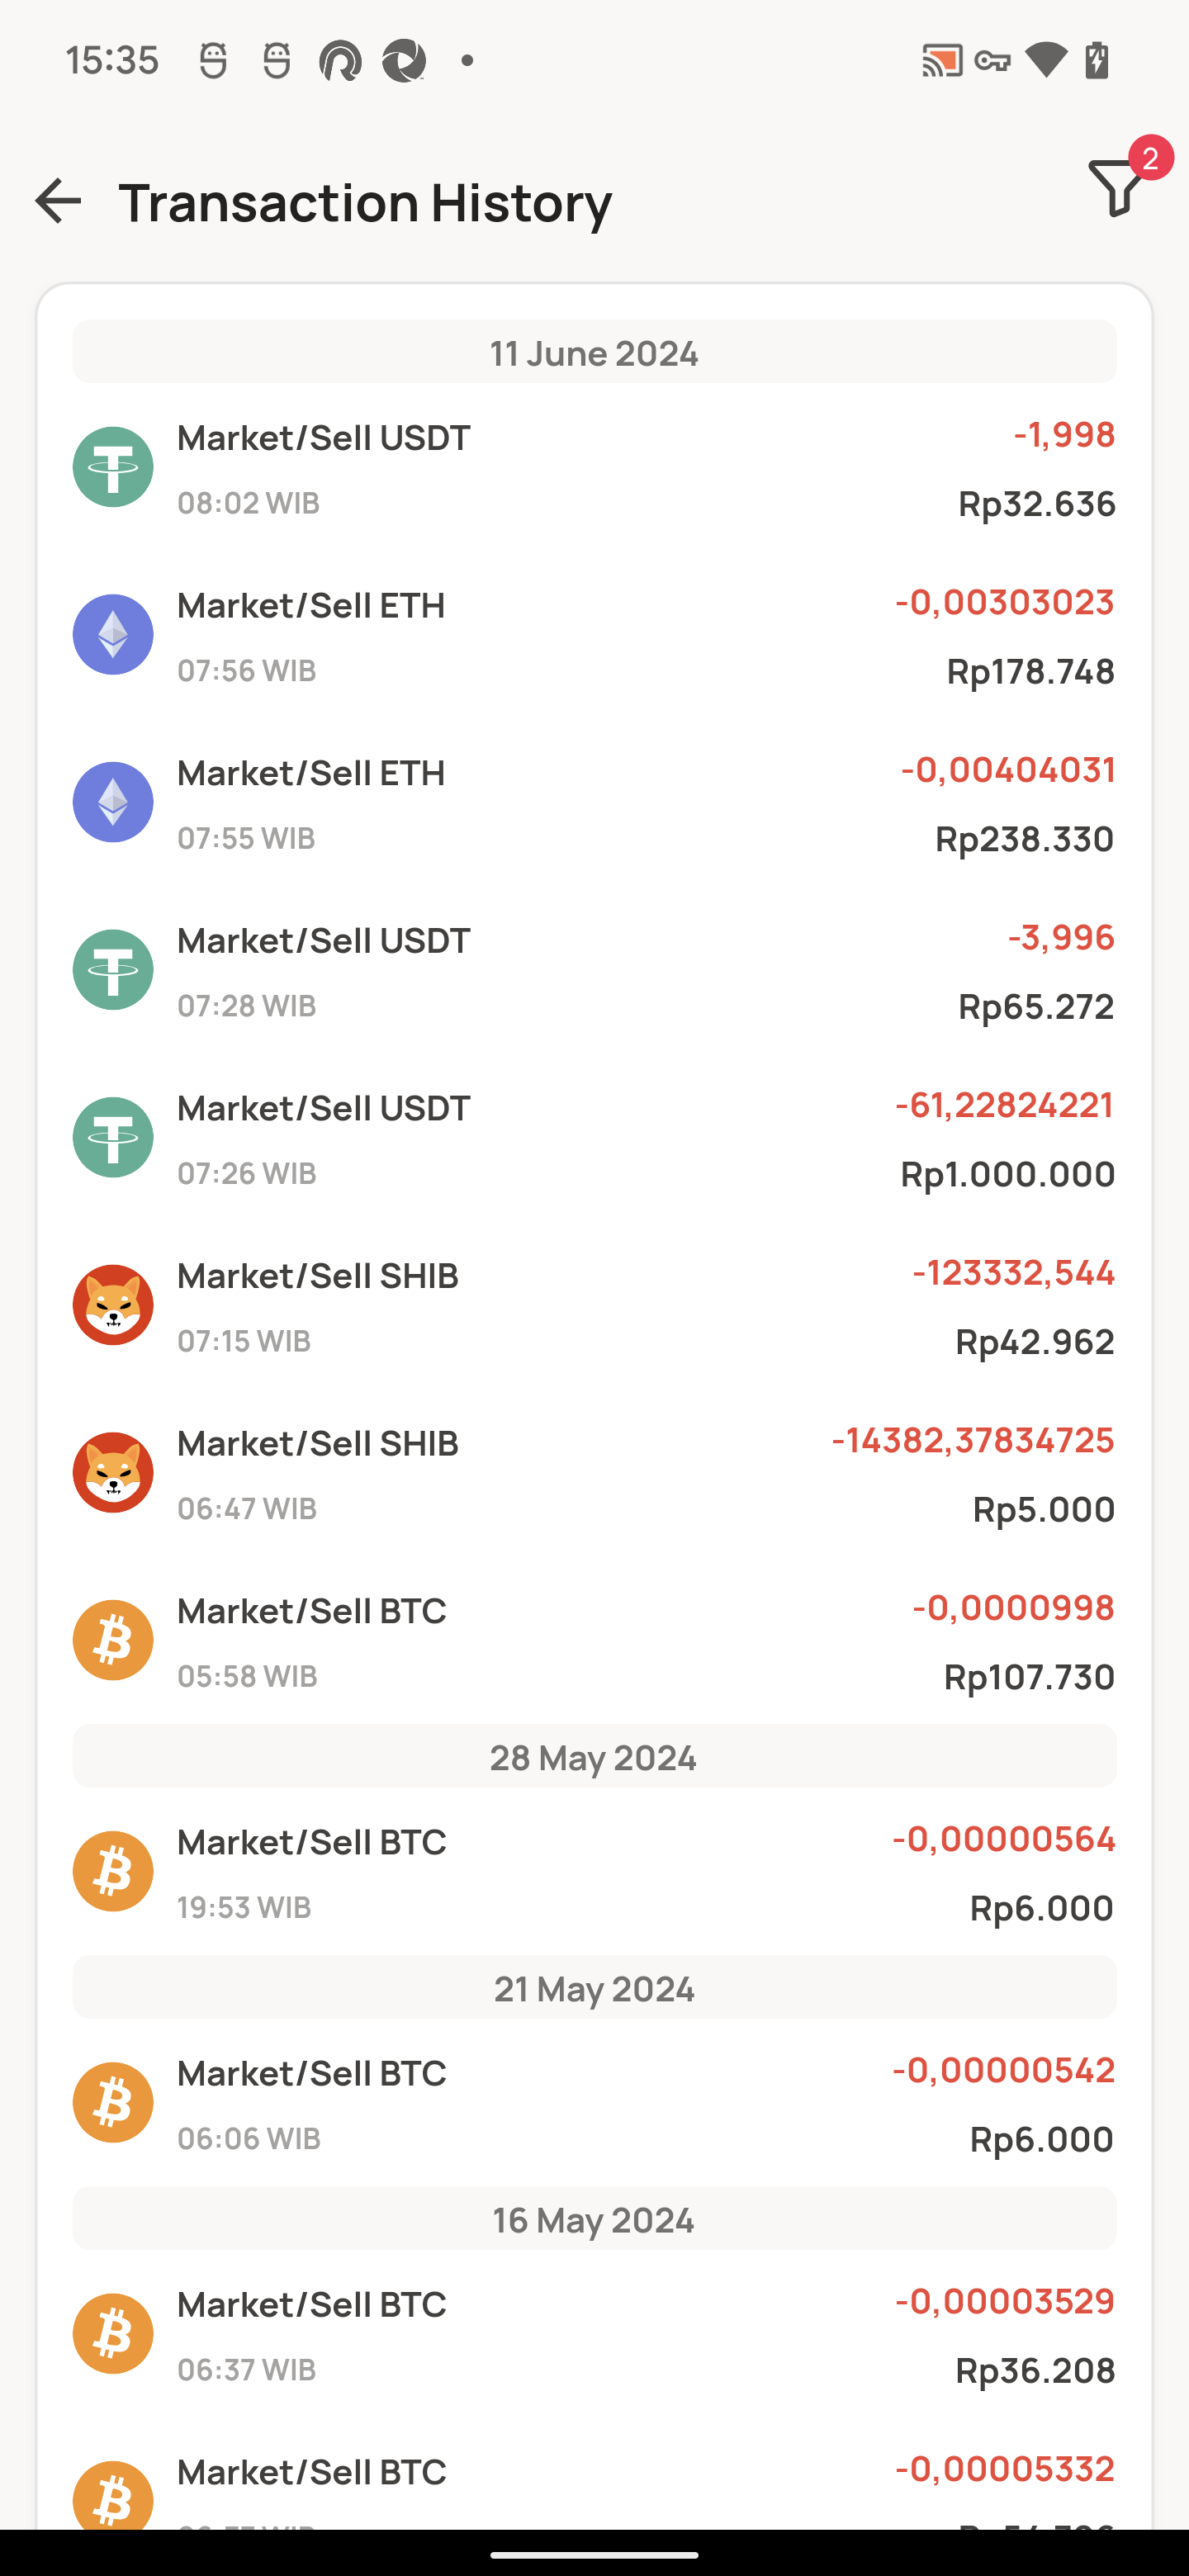 15:35
2
Transaction History
11 June 2024
Market/Sell USDT -1,998
08:02 WIB Rp32.636
Market/Sell ETH -0,00303023
07:56 WIB Rp178.748
Market/Sell ETH -0,00404031
07:55 WIB Rp238.330
Market/Sell USDT -3,996
07:28 WIB Rp65.272
Market/Sell USDT -61,22824221
07:26 WIB Rp1.000.000
Market/Sell SHIB -123332,544
07:15 WIB Rp42.962
Market/Sell SHIB -14382,37834725
06:47 WIB Rp5.000
Market/Sell BTC -0,0000998
05:58 WIB Rp107.730
28 May 2024
Market/Sell BTC -0,00000564
19:53 WIB Rp6.000
21 May 2024
Market/Sell BTC -0,00000542
06:06 WIB Rp6.000
16 May 2024
Market/Sell BTC -0,00003529
06:37 WIB Rp36.208
Market/Sell BTC -0,00005332